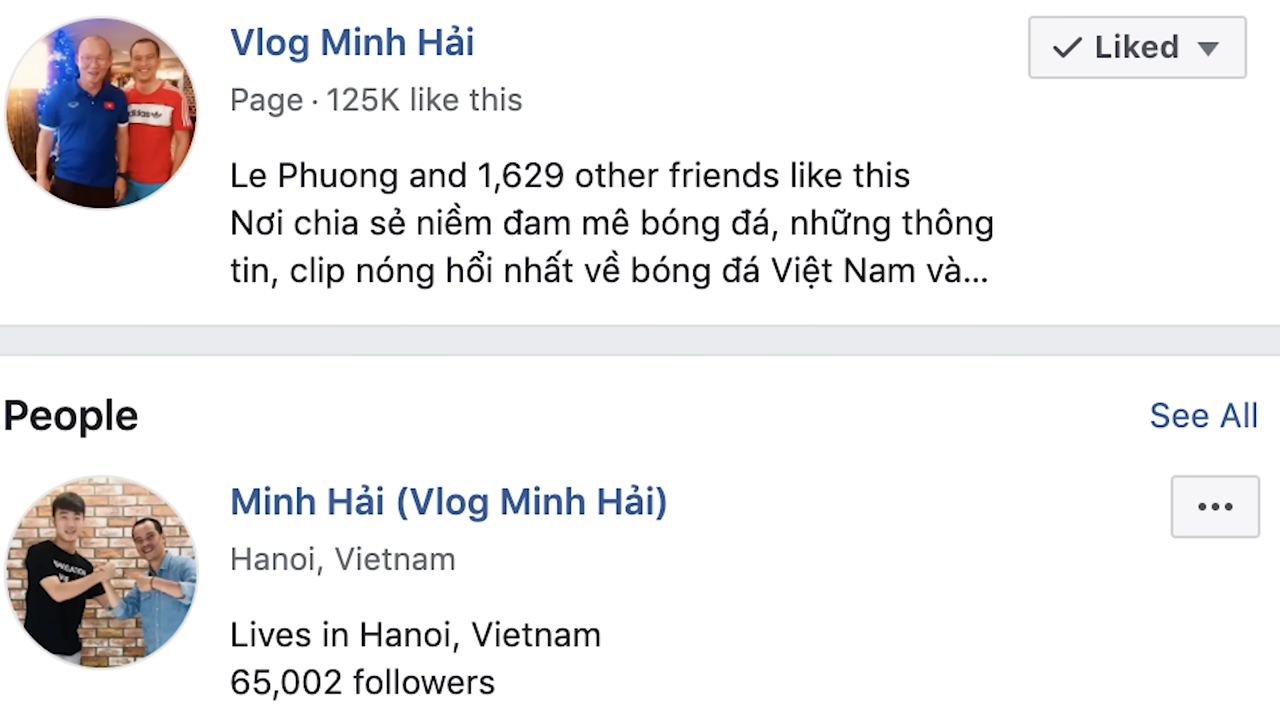 Vlog Minh Hải
Liked
Page · 125K like this
Le Phuong and 1,629 other friends like this
Nơi chia sẻ niềm đam mê bóng đá, những thông
tin, clip nóng hổi nhất về bóng đá Việt Nam và...
People
See All
Minh Hải (Vlog Minh Hải)
Hanoi, Vietnam
Lives in Hanoi, Vietnam
65,002 followers
adidas